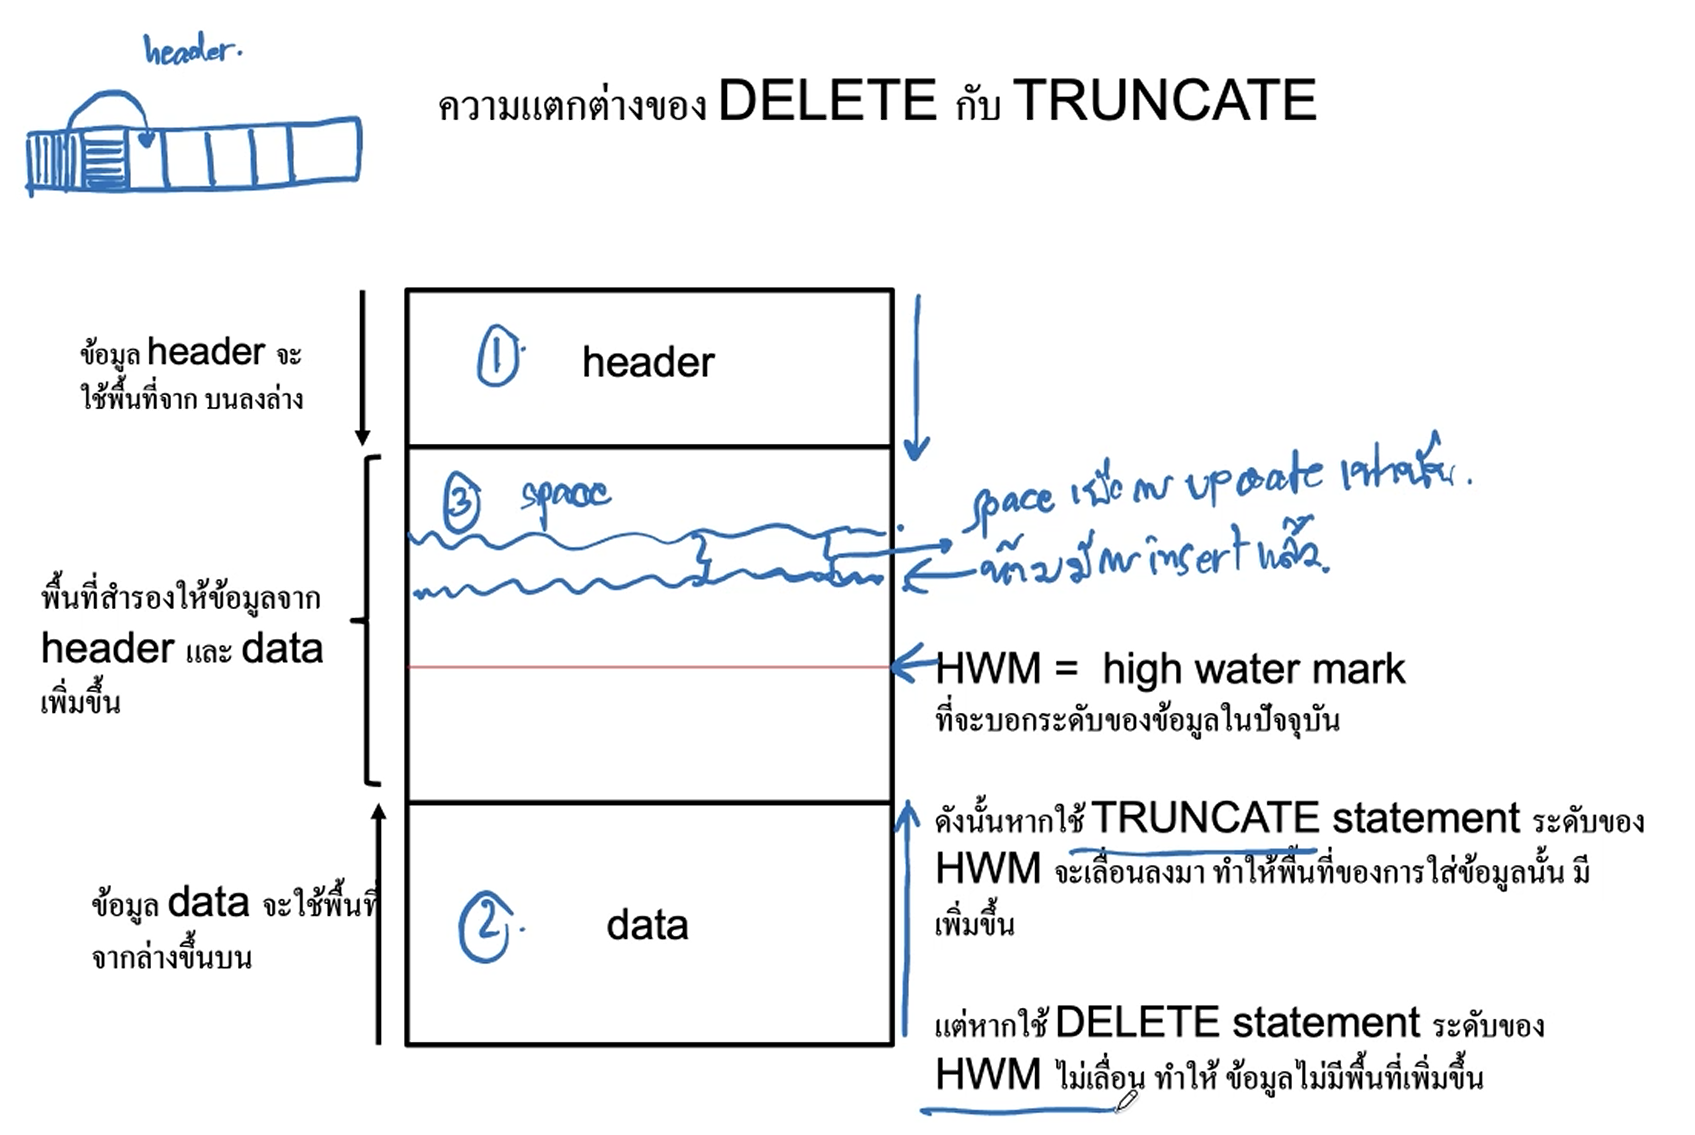 header.
ความแตกต่างของ DELETE กับ TRUNCATE
ข้อมูล header จะ
ใช้พื้นที่จาก บนลงล่าง
1
header
3 space
space เผื่อการ update เท่านั้น.
insert แล้ว.
พื้นที่สำรองให้ข้อมูลจาก
header และ data
เพิ่มขึ้น
HWM = high water mark
ที่จะบอกระดับของข้อมูลในปัจจุบัน
ดังนั้นหากใช้ TRUNCATE statement ระดับของ
HWM จะเลื่อนลงมา ทำให้พื้นที่ของการใส่ข้อมูลนั้น มี
เพิ่มขึ้น
ข้อมูล data จะใช้พื้นที่
จากล่างขึ้นบน
2
data
แต่หากใช้ DELETE statement ระดับของ
HWM ไม่เลื่อน ทำให้ ข้อมูลไม่มีพื้นที่เพิ่มขึ้น